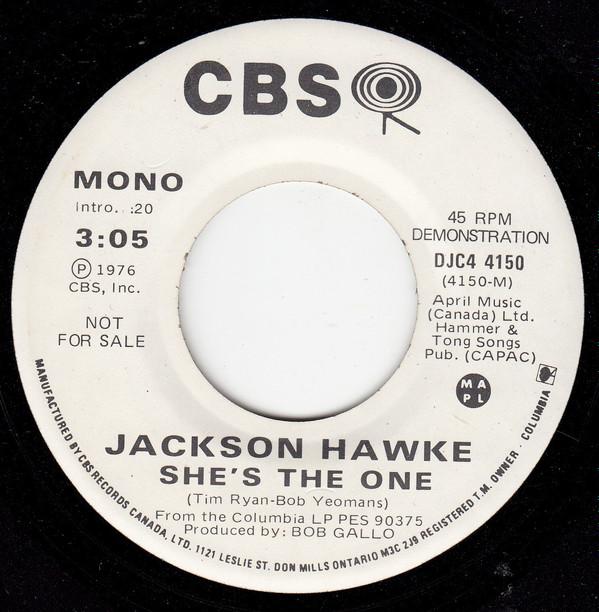 CBS
MONO
Intro. :20
3:05
Ⓟ 1976
CBS, Inc.
NOT
FOR SALE
45 RPM
DEMONSTRATION
DJC4 4150
(4150-M)
April Music
(Canada) Ltd.
Hammer &
Tong Songs
Pub. (CAPAC)
M A
P L
JACKSON HAWKE
SHE'S THE ONE
(Tim Ryan-Bob Yeomans)
From the Columbia LP PES 90375
Produced by: BOB GALLO
MANUFACTURED BY CBS RECORDS CANADA, LTD. 1121 LESLIE ST. DON MILLS ONTARIO M3C 2J9 REGISTERED T.M. OWNER · COLUMBIA